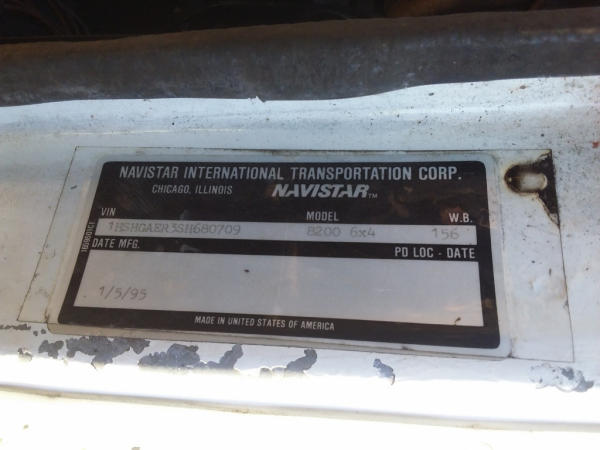 NAVISTAR INTERNATIONAL TRANSPORTATION CORP.
CHICAGO, ILLINOIS NAVISTAR™
VIN MODEL W.B.
1HSHGAER3SH680709 8200 6x4 156
DATE MFG. PD LOC - DATE
1/5/95
MADE IN UNITED STATES OF AMERICA